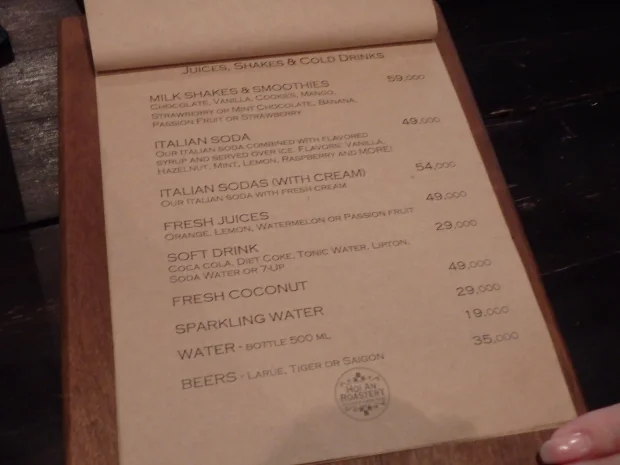 JUICES, SHAKES & COLD DRINKS
MILK SHAKES & SMOOTHIES 59,000
CHOCOLATE, VANILLA, COOKIES, MANGO,
STRAWBERRY OR MINT CHOCOLATE, BANANA,
PASSION FRUIT OR STRAWBERRY
ITALIAN SODA 49,000
OUR ITALIAN SODA COMBINED WITH FLAVORED
SYRUP AND SERVED OVER ICE. FLAVORS: VANILLA,
HAZELNUT, MINT, LEMON, RASPBERRY AND MORE!
ITALIAN SODAS (WITH CREAM) 54,000
OUR ITALIAN SODA WITH FRESH CREAM
FRESH JUICES 49,000
ORANGE, LEMON, WATERMELON OR PASSION FRUIT
SOFT DRINK 29,000
COCA COLA, DIET COKE, TONIC WATER, LIPTON,
SODA WATER OR 7-UP
FRESH COCONUT 49,000
SPARKLING WATER 29,000
WATER - BOTTLE 500 ML 19,000
BEERS - LARUE, TIGER OR SAIGON 35,000
HOI AN
ROASTERY